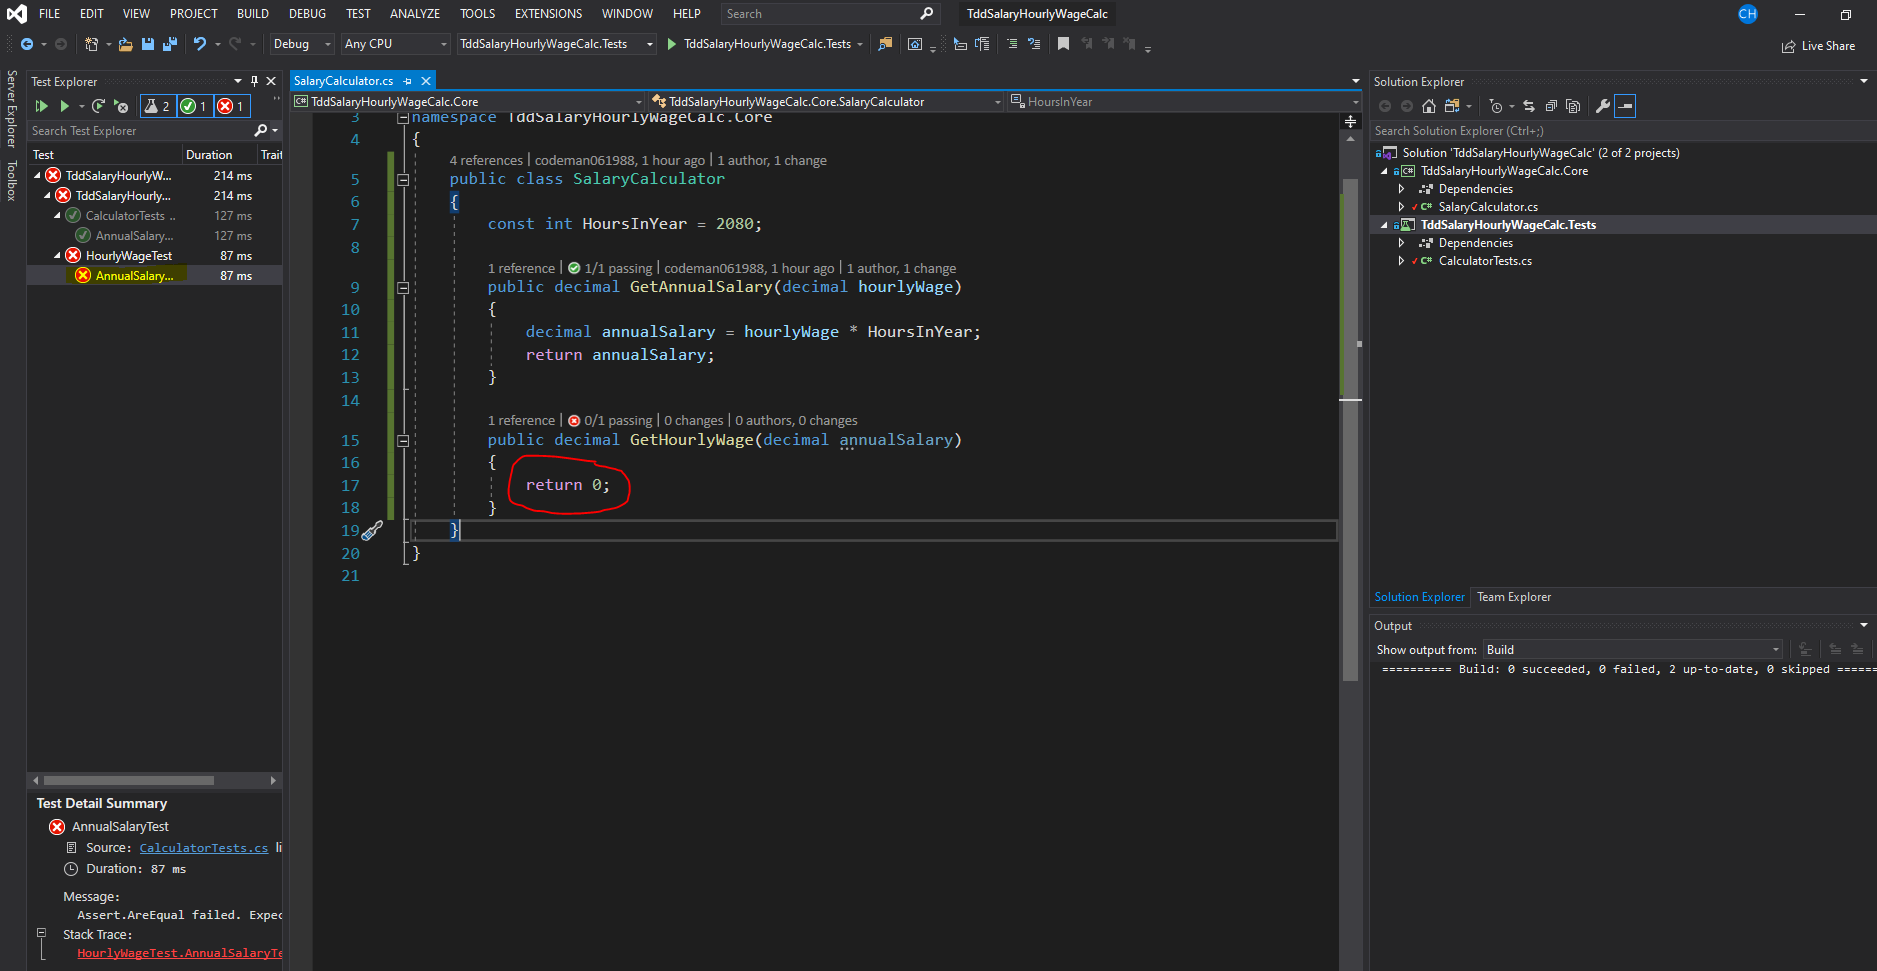 FILE EDIT VIEW PROJECT BUILD DEBUG TEST ANALYZE TOOLS EXTENSIONS WINDOW HELP Search TddSalaryHourlyWageCalc CH
Debug Any CPU TddSalaryHourlyWageCalc.Tests TddSalaryHourlyWageCalc.Tests Live Share
Server Explorer
Toolbox
Test Explorer
2 1 1
Search Test Explorer
Test Duration Trait
TddSalaryHourlyW... 214 ms
TddSalaryHourly... 214 ms
CalculatorTests .. 127 ms
AnnualSalary... 127 ms
HourlyWageTest 87 ms
AnnualSalary... 87 ms
Test Detail Summary
AnnualSalaryTest
Source: CalculatorTests.cs li
Duration: 87 ms
Message:
Assert.AreEqual failed. Expec
Stack Trace:
HourlyWageTest.AnnualSalaryTe
SalaryCalculator.cs
C# TddSalaryHourlyWageCalc.Core TddSalaryHourlyWageCalc.Core.SalaryCalculator HoursInYear
3 namespace TddSalaryHourlyWageCalc.Core
4 {
4 references | codeman061988, 1 hour ago | 1 author, 1 change
5 public class SalaryCalculator
6 {
7 const int HoursInYear = 2080;
8
1 reference | 1/1 passing | codeman061988, 1 hour ago | 1 author, 1 change
9 public decimal GetAnnualSalary(decimal hourlyWage)
10 {
11 decimal annualSalary = hourlyWage * HoursInYear;
12 return annualSalary;
13 }
14
1 reference | 0/1 passing | 0 changes | 0 authors, 0 changes
15 public decimal GetHourlyWage(decimal annualSalary)
16 {
17 return 0;
18 }
19 }
20 }
21
Solution Explorer
Search Solution Explorer (Ctrl+;)
Solution 'TddSalaryHourlyWageCalc' (2 of 2 projects)
C# TddSalaryHourlyWageCalc.Core
Dependencies
C# SalaryCalculator.cs
TddSalaryHourlyWageCalc.Tests
Dependencies
C# CalculatorTests.cs
Solution Explorer Team Explorer
Output
Show output from: Build
========== Build: 0 succeeded, 0 failed, 2 up-to-date, 0 skipped ======